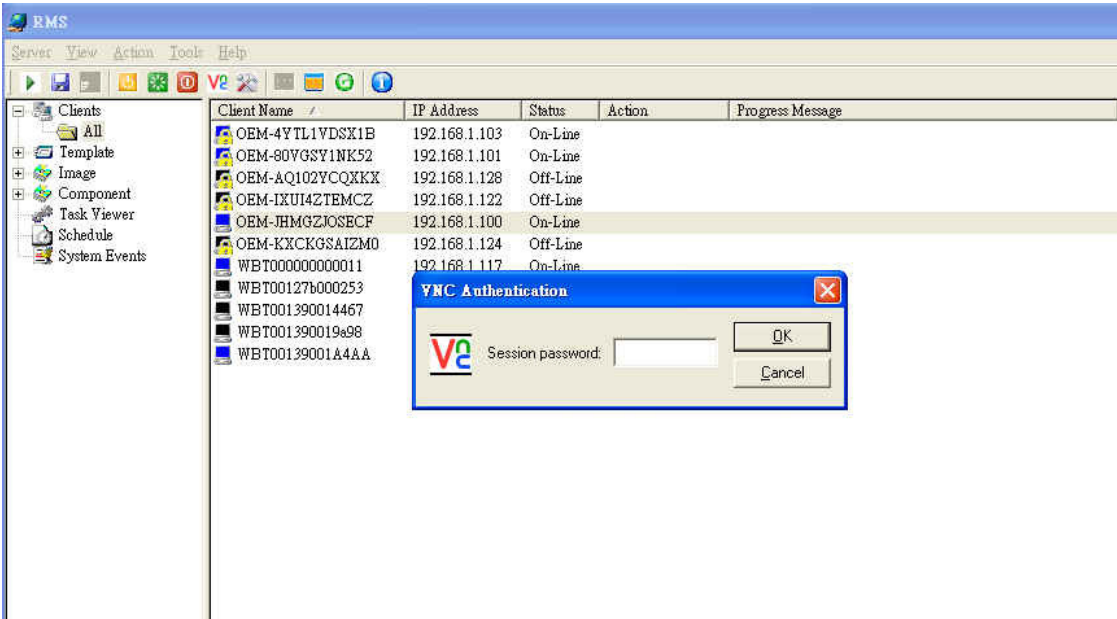 RMS
Server View Action Tools Help
Clients
All
Template
Image
Component
Task Viewer
Schedule
System Events
Client Name IP Address Status Action Progress Message
OEM-4YTL1VDSX1B 192.168.1.103 On-Line
OEM-80VGSY1NK52 192.168.1.101 On-Line
OEM-AQ102YCQXKX 192.168.1.128 Off-Line
OEM-IXUI4ZTEMCZ 192.168.1.122 Off-Line
OEM-JHMGZJOSECF 192.168.1.100 On-Line
OEM-KXCKGSAIZM0 192.168.1.124 Off-Line
WBT000000000011 192.168.1.117 On-Line
WBT00127b000253
WBT001390014467
WBT001390019a98
WBT00139001A4AA
VNC Authentication
VNC
Session password:
OK
Cancel